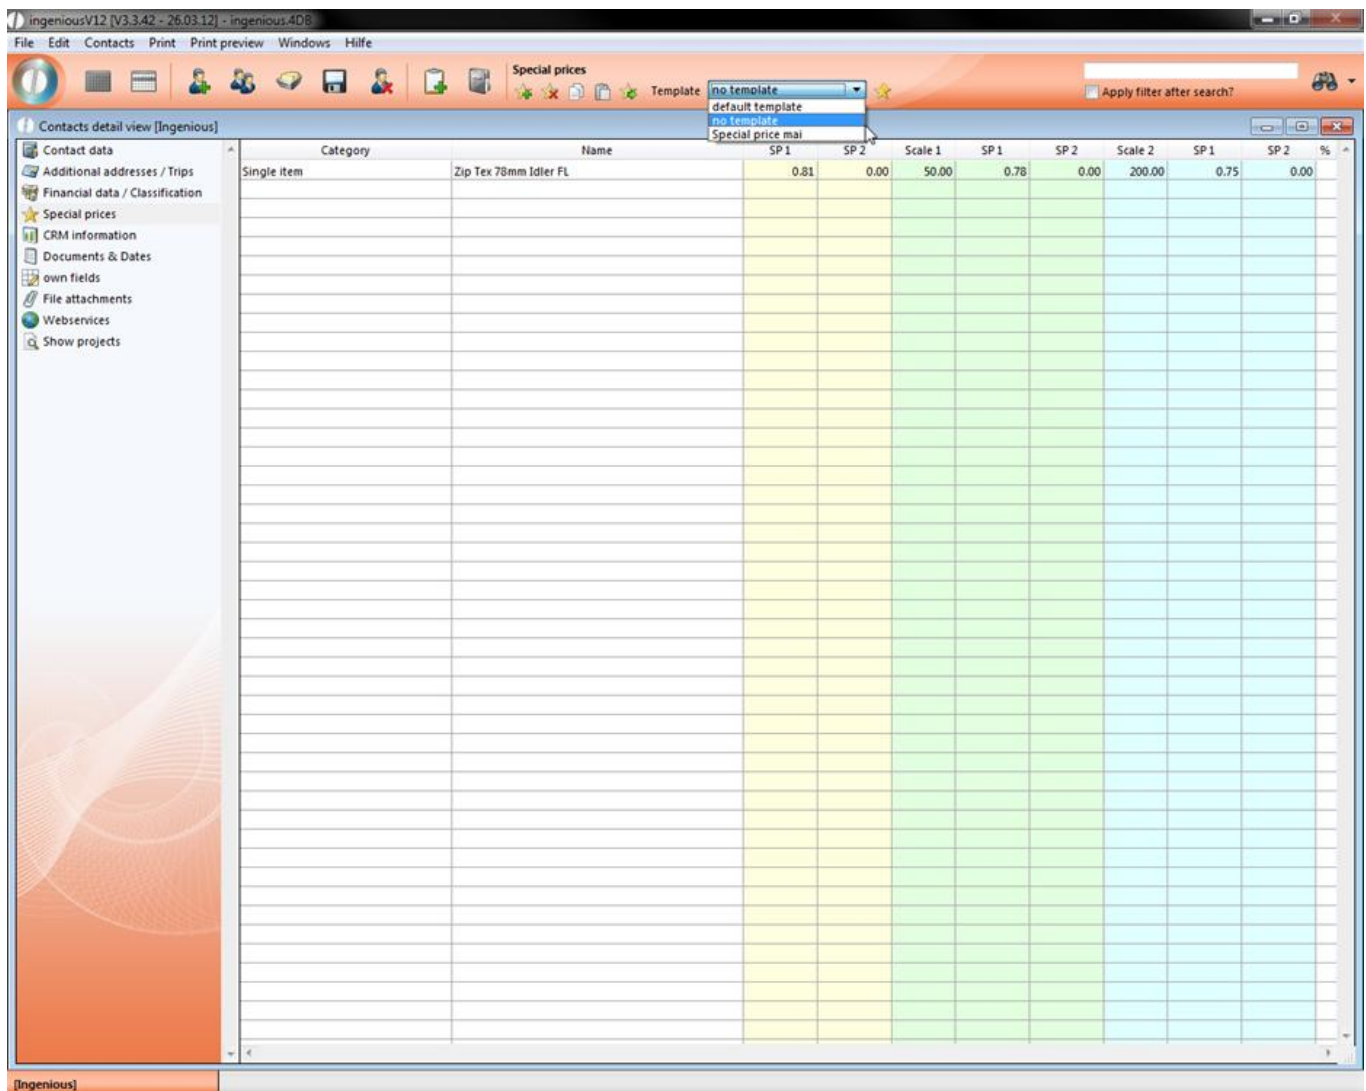 ingeniousV12 [V3.3.42 - 26.03.12] - ingenious.4DB
File Edit Contacts Print Print preview Windows Hilfe
Special prices
Template no template
Apply filter after search?
default template
no template
Special price mai
Contacts detail view [Ingenious]
Contact data
Additional addresses / Trips
Financial data / Classification
Special prices
CRM information
Documents & Dates
own fields
File attachments
Webservices
Show projects
Category Name SP 1 SP 2 Scale 1 SP 1 SP 2 Scale 2 SP 1 SP 2 %
Single item Zip Tex 78mm Idler FL 0.81 0.00 50.00 0.78 0.00 200.00 0.75 0.00
[Ingenious]